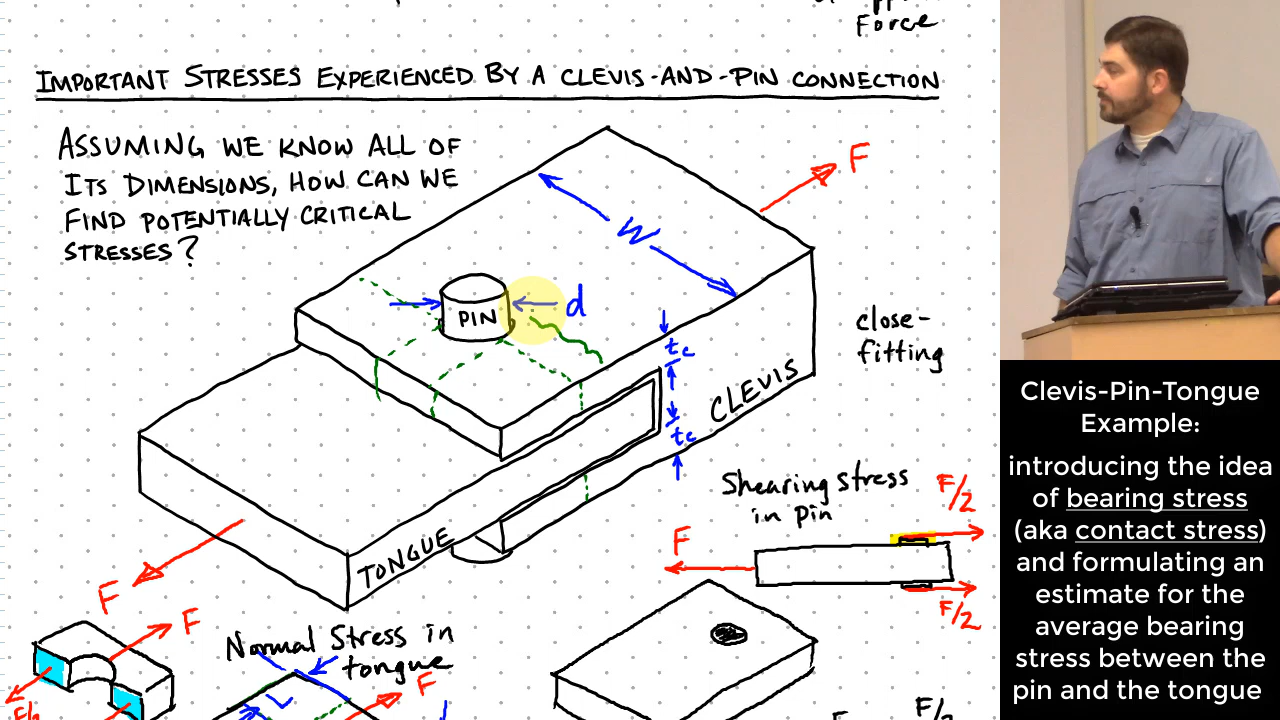 Force
IMPORTANT STRESSES EXPERIENCED BY A CLEVIS-AND-PIN CONNECTION
ASSUMING WE KNOW ALL OF
ITS DIMENSIONS, HOW CAN WE
FIND POTENTIALLY CRITICAL
STRESSES?
F
W
d
PIN
tc
tc
CLEVIS
close-
fitting
TONGUE
F
Shearing stress
in pin
F
F/2
F/2
Normal Stress in
tongue
F
F/2
F
L
F
F/2
Clevis-Pin-Tongue
Example:
introducing the idea
of bearing stress
(aka contact stress)
and formulating an
estimate for the
average bearing
stress between the
pin and the tongue